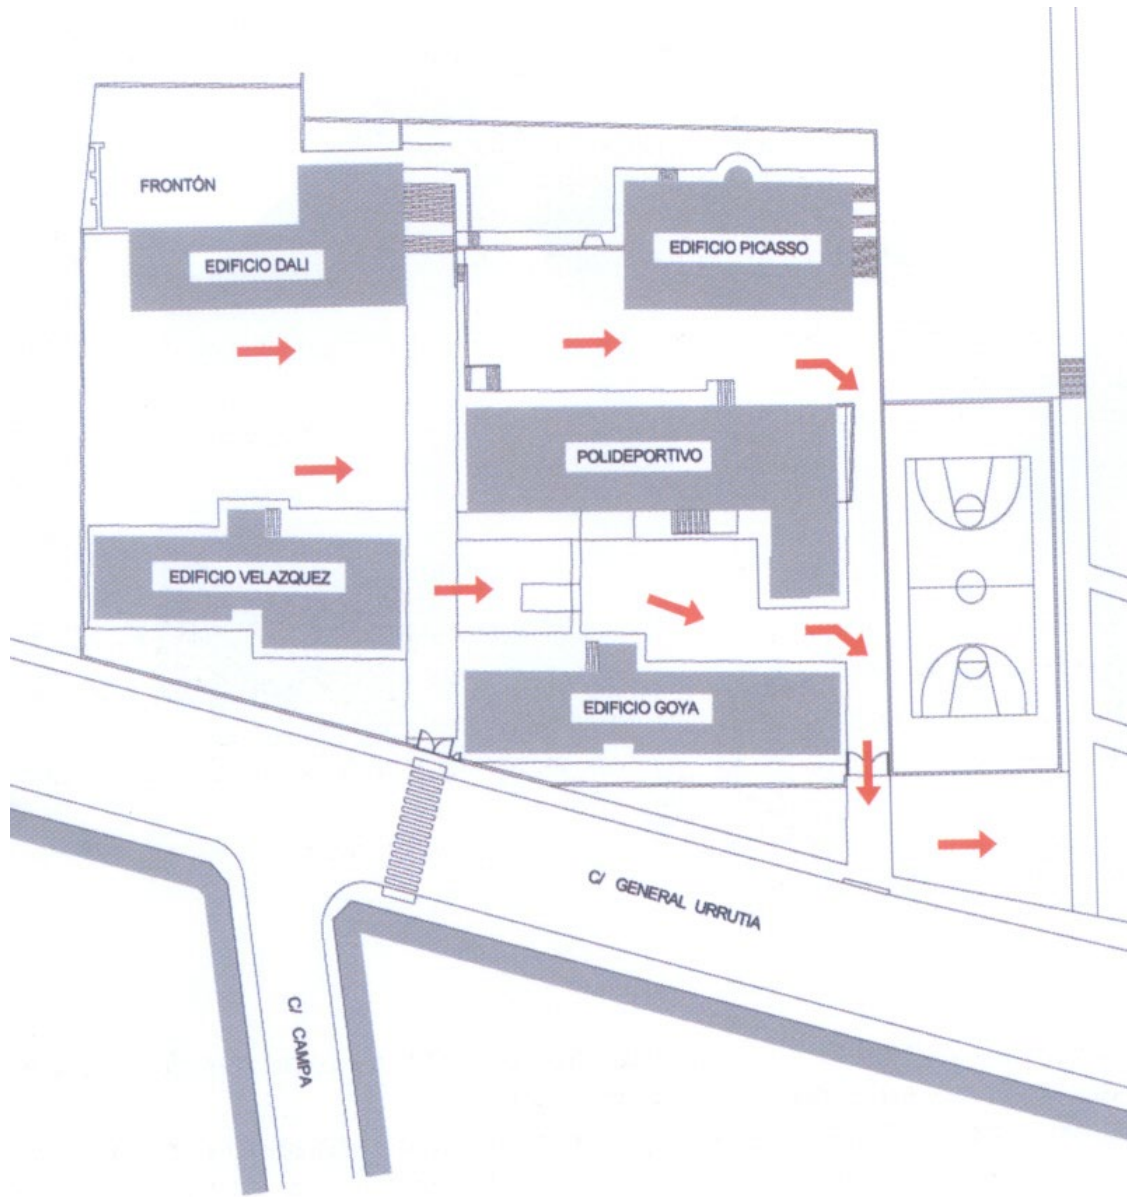 FRONTÓN
EDIFICIO DALI
EDIFICIO PICASSO
POLIDEPORTIVO
EDIFICIO VELAZQUEZ
EDIFICIO GOYA
C/ GENERAL URRUTIA
C/ CAMPA